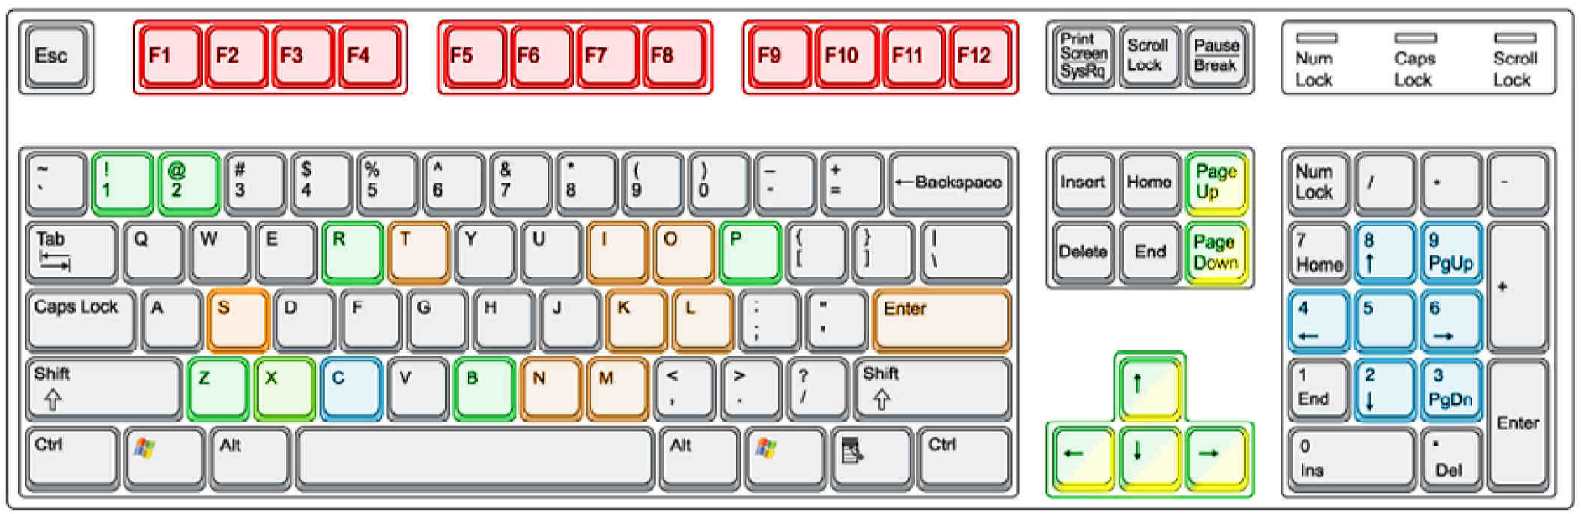 Esc F1 F2 F3 F4 F5 F6 F7 F8 F9 F10 F11 F12
Print
Screen
SysRq
Scroll
Lock
Pause
Break
Num
Lock
Caps
Lock
Scroll
Lock
~
`
!
1
@
2
#
3
$
4
%
5
^
6
&
7
*
8
(
9
)
0
–
-
+
=
←Backspace
Insert Home
Page
Up
Num
Lock
/
*
-
Tab Q W E R T Y U I O P
{
[
}
]
|
\
Delete End
Page
Down
7
Home
8
↑
9
PgUp
+
Caps Lock A S D F G H J K L
:
;
"
'
Enter
4
←
5
6
→
Shift
⇧
Z X C V B N M
<
,
>
.
?
/
Shift
⇧
↑
1
End
2
↓
3
PgDn
Enter
Ctrl Alt Alt Ctrl
← ↓ →
0
Ins
.
Del